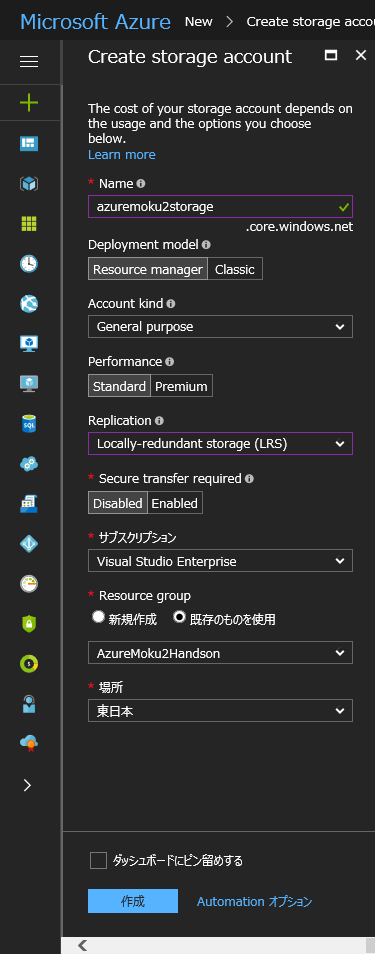 Microsoft Azure New > Create storage accou
Create storage account
The cost of your storage account depends on
the usage and the options you choose
below.
Learn more
* Name
azuremoku2storage
.core.windows.net
Deployment model
Resource manager Classic
Account kind
General purpose
Performance
Standard Premium
Replication
Locally-redundant storage (LRS)
* Secure transfer required
Disabled Enabled
* サブスクリプション
Visual Studio Enterprise
* Resource group
新規作成 既存のものを使用
AzureMoku2Handson
* 場所
東日本
ダッシュボードにピン留めする
作成 Automation オプション